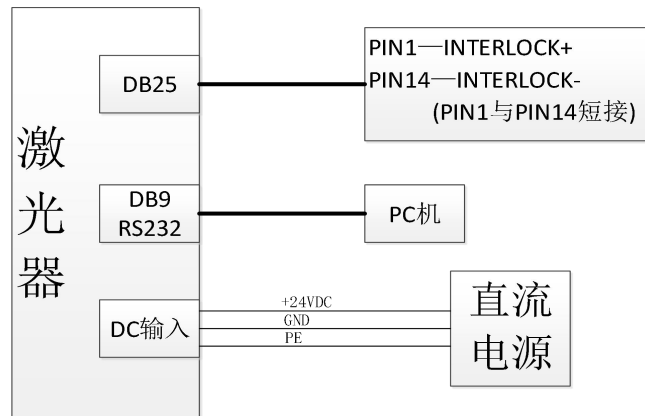 激光器
DB25
PIN1—INTERLOCK+
PIN14—INTERLOCK-
(PIN1与PIN14短接)
DB9
RS232
PC机
DC输入
+24VDC
GND
PE
直流
电源